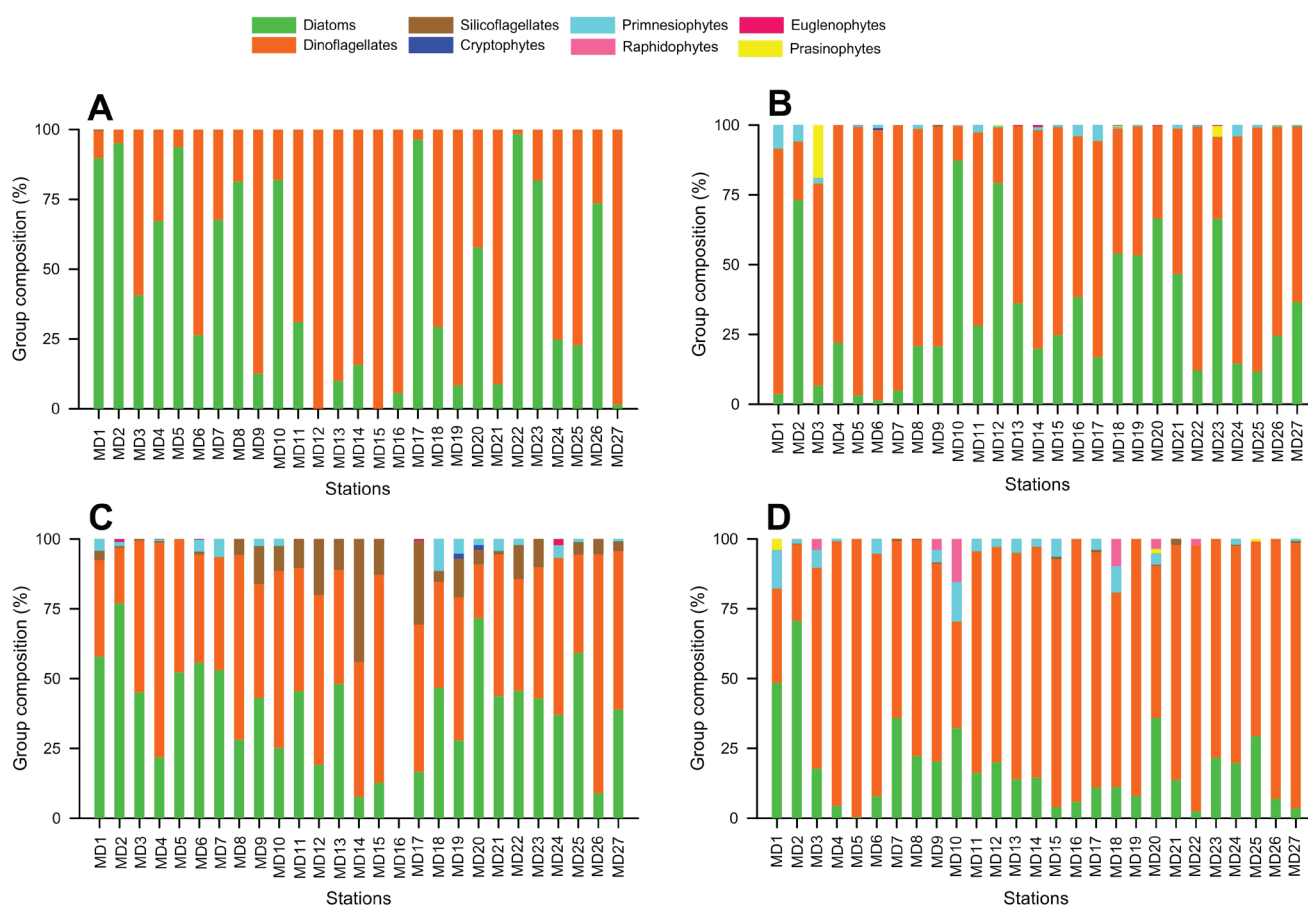 Diatoms Silicoflagellates Primnesiophytes Euglenophytes
Dinoflagellates Cryptophytes Raphidophytes Prasinophytes
A
Group composition (%)
100
75
50
25
0
MD1 MD2 MD3 MD4 MD5 MD6 MD7 MD8 MD9 MD10 MD11 MD12 MD13 MD14 MD15 MD16 MD17 MD18 MD19 MD20 MD21 MD22 MD23 MD24 MD25 MD26 MD27
Stations
B
Group composition (%)
100
75
50
25
0
MD1 MD2 MD3 MD4 MD5 MD6 MD7 MD8 MD9 MD10 MD11 MD12 MD13 MD14 MD15 MD16 MD17 MD18 MD19 MD20 MD21 MD22 MD23 MD24 MD25 MD26 MD27
Stations
C
Group composition (%)
100
75
50
25
0
MD1 MD2 MD3 MD4 MD5 MD6 MD7 MD8 MD9 MD10 MD11 MD12 MD13 MD14 MD15 MD16 MD17 MD18 MD19 MD20 MD21 MD22 MD23 MD24 MD25 MD26 MD27
Stations
D
Group composition (%)
100
75
50
25
0
MD1 MD2 MD3 MD4 MD5 MD6 MD7 MD8 MD9 MD10 MD11 MD12 MD13 MD14 MD15 MD16 MD17 MD18 MD19 MD20 MD21 MD22 MD23 MD24 MD25 MD26 MD27
Stations